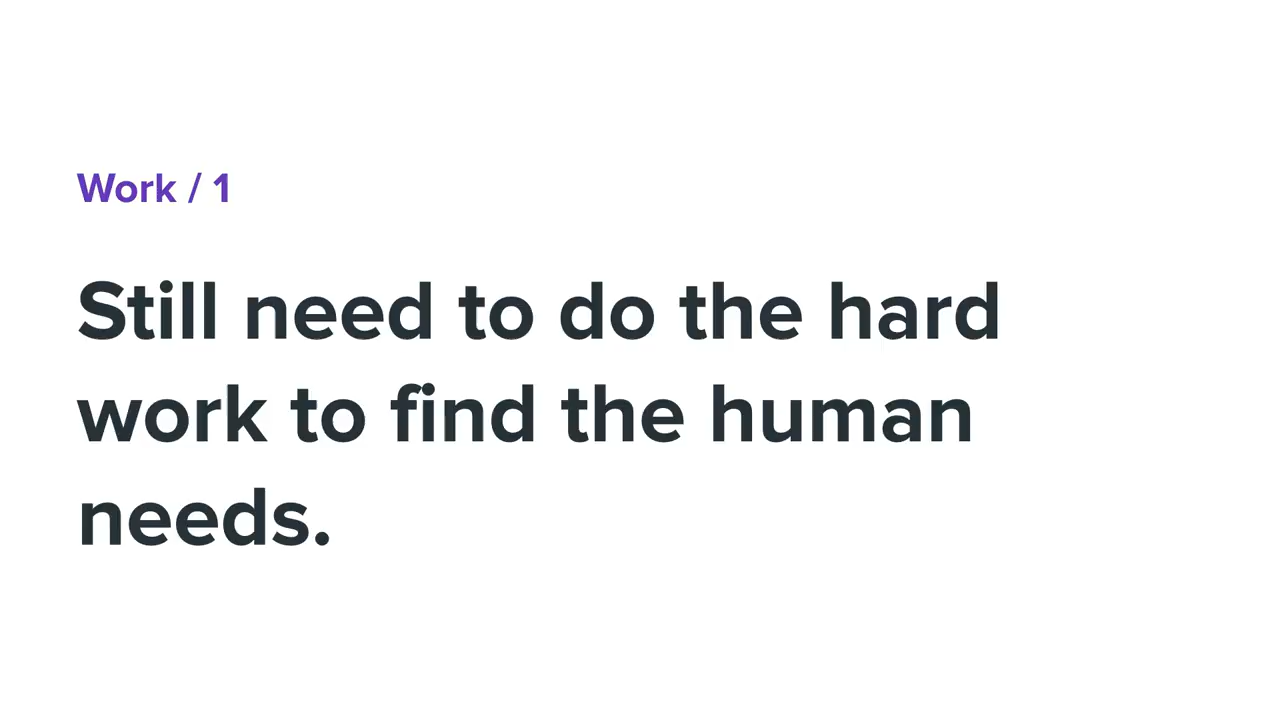 Work / 1
Still need to do the hard
work to find the human
needs.